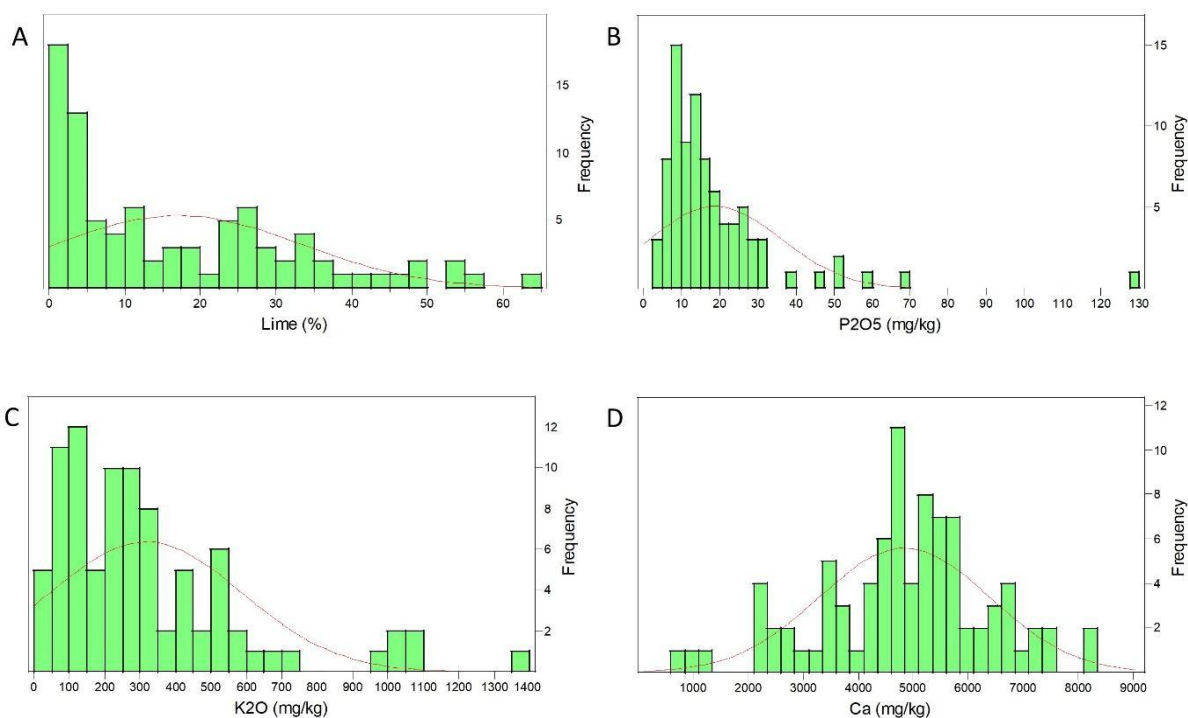 A
15
10
5
Frequency
0 10 20 30 40 50 60
Lime (%)
B
15
10
5
Frequency
0 10 20 30 40 50 60 70 80 90 100 110 120 130
P2O5 (mg/kg)
C
12
10
8
6
4
2
Frequency
0 100 200 300 400 500 600 700 800 900 1000 1200 1300 1400
K2O (mg/kg)
D
12
10
8
6
4
2
Frequency
1000 2000 3000 4000 5000 6000 7000 8000 9000
Ca (mg/kg)